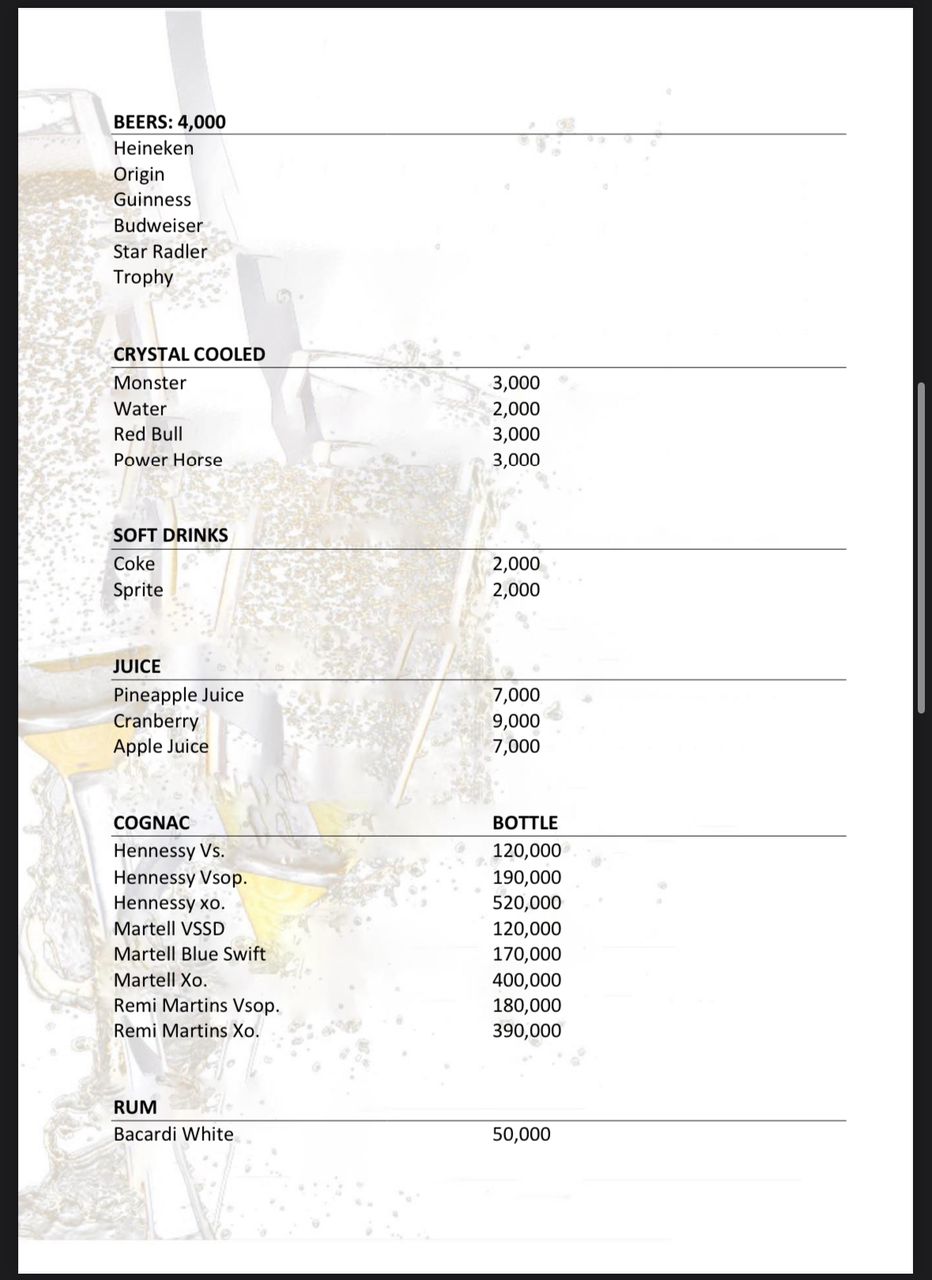 BEERS: 4,000
Heineken
Origin
Guinness
Budweiser
Star Radler
Trophy
CRYSTAL COOLED
Monster 3,000
Water 2,000
Red Bull 3,000
Power Horse 3,000
SOFT DRINKS
Coke 2,000
Sprite 2,000
JUICE
Pineapple Juice 7,000
Cranberry 9,000
Apple Juice 7,000
COGNAC BOTTLE
Hennessy Vs. 120,000
Hennessy Vsop. 190,000
Hennessy xo. 520,000
Martell VSSD 120,000
Martell Blue Swift 170,000
Martell Xo. 400,000
Remi Martins Vsop. 180,000
Remi Martins Xo. 390,000
RUM
Bacardi White 50,000